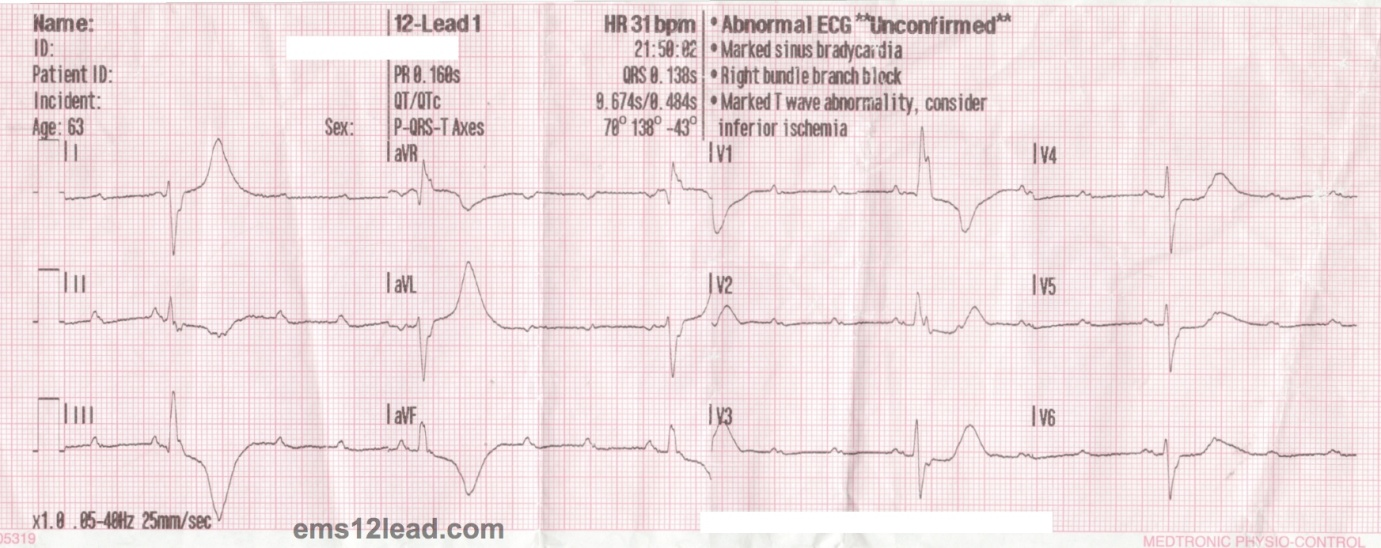 Name:
ID:
Patient ID:
Incident:
Age: 63 Sex:
12-Lead 1 HR 31 bpm
21:50:02
PR 0.160s QRS 0.138s
QT/QTc 0.674s/0.484s
P-QRS-T Axes 70° 138° -43°
• Abnormal ECG **Unconfirmed**
• Marked sinus bradycardia
• Right bundle branch block
• Marked T wave abnormality, consider
inferior ischemia
I aVR V1 V4
II aVL V2 V5
III aVF V3 V6
x1.0 .05-40Hz 25mm/sec
ems12lead.com
05319
MEDTRONIC PHYSIO-CONTROL